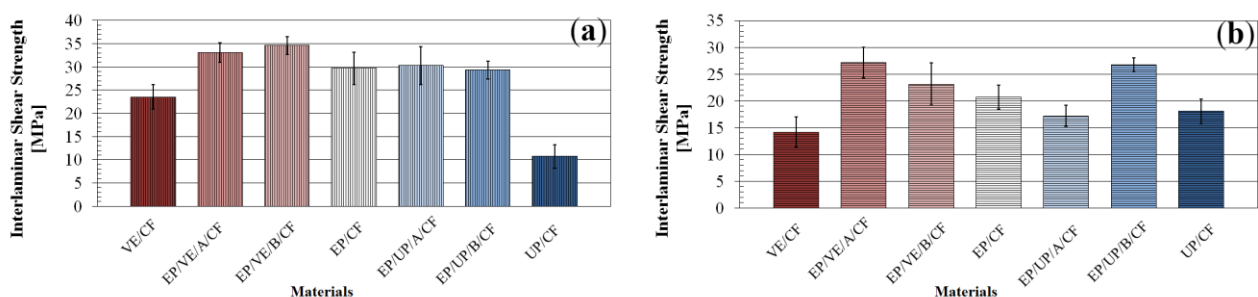 (a)
Interlaminar Shear Strength
[MPa]
40
35
30
25
20
15
10
5
0
VE/CF
EP/VE/A/CF
EP/VE/B/CF
EP/CF
EP/UP/A/CF
EP/UP/B/CF
UP/CF
Materials
(b)
Interlaminar Shear Strength
[MPa]
35
30
25
20
15
10
5
0
VE/CF
EP/VE/A/CF
EP/VE/B/CF
EP/CF
EP/UP/A/CF
EP/UP/B/CF
UP/CF
Materials